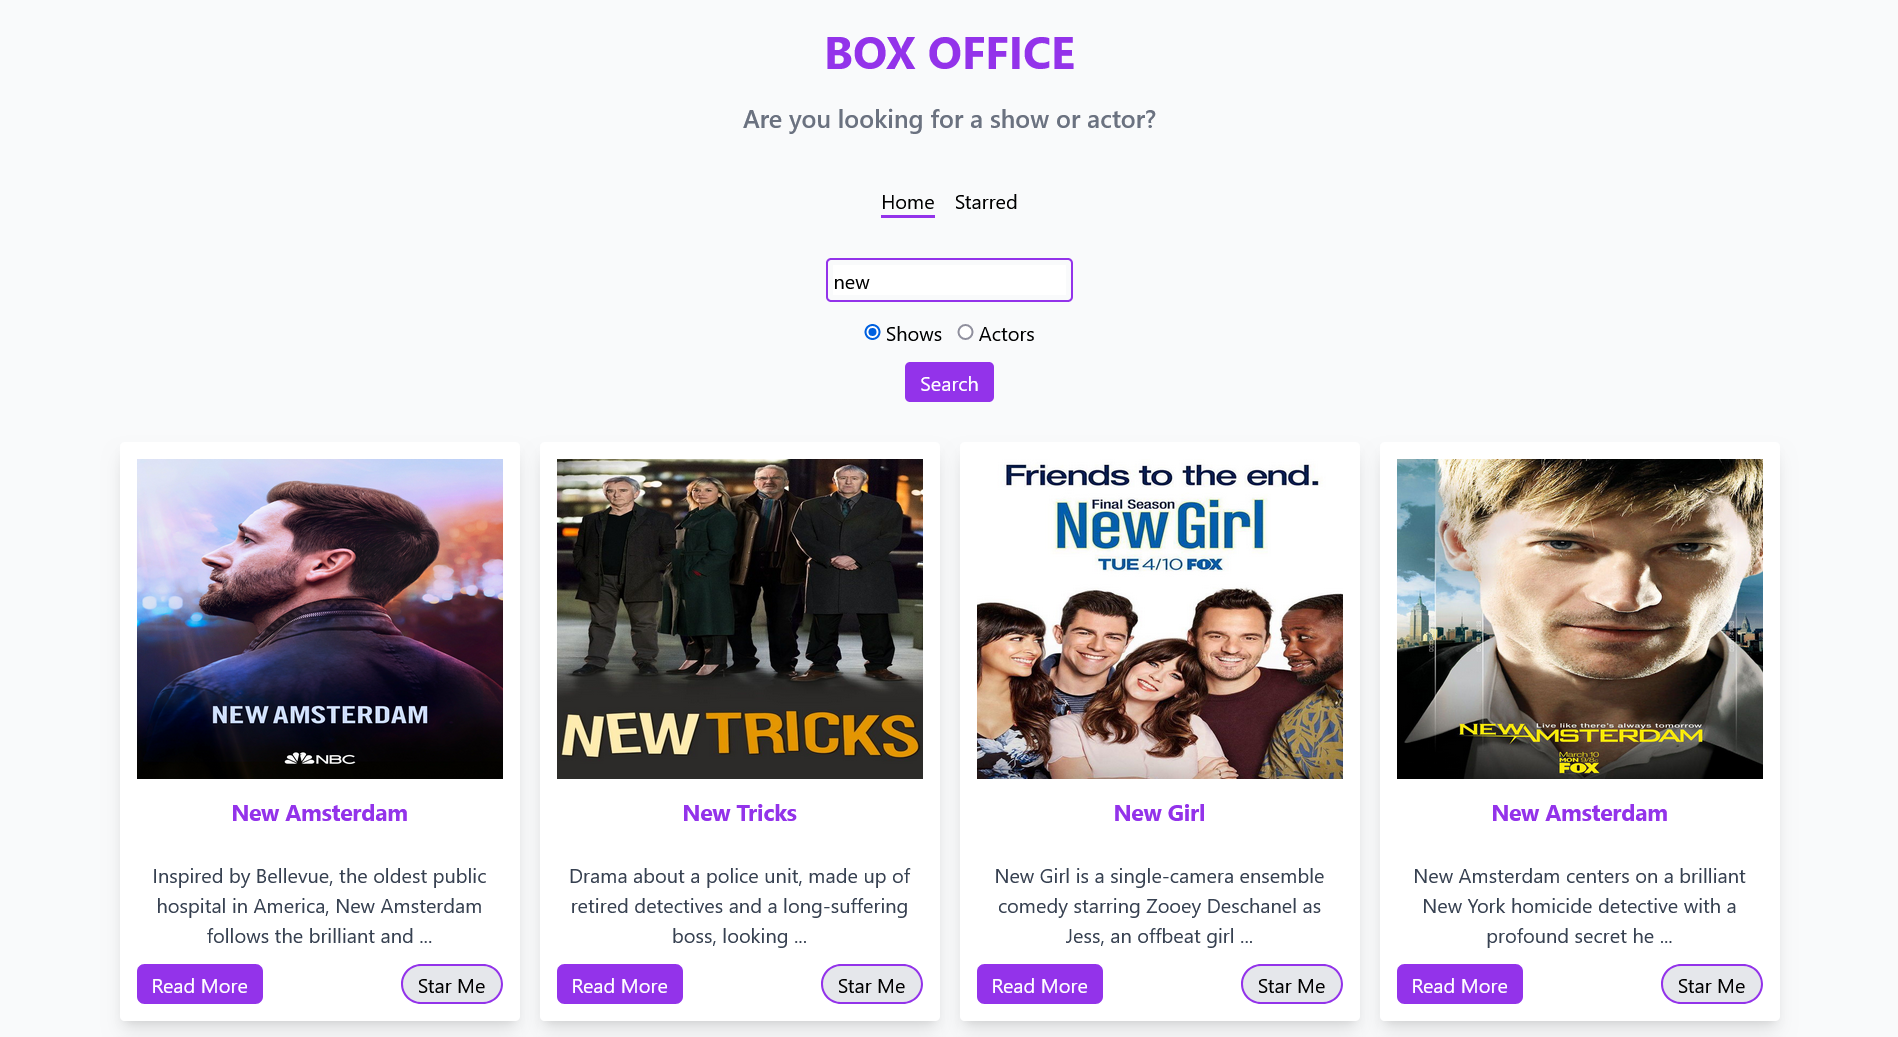 BOX OFFICE
Are you looking for a show or actor?
Home Starred
new
Shows Actors
Search
NEW AMSTERDAM
NBC
New Amsterdam
Inspired by Bellevue, the oldest public
hospital in America, New Amsterdam
follows the brilliant and ...
Read More Star Me
NEW TRICKS
New Tricks
Drama about a police unit, made up of
retired detectives and a long-suffering
boss, looking ...
Read More Star Me
Friends to the end.
Final Season
New Girl
TUE 4/10 FOX
New Girl
New Girl is a single-camera ensemble
comedy starring Zooey Deschanel as
Jess, an offbeat girl ...
Read More Star Me
Live like there's always tomorrow
NEW AMSTERDAM
March 10
MON 9/8c
FOX
New Amsterdam
New Amsterdam centers on a brilliant
New York homicide detective with a
profound secret he ...
Read More Star Me